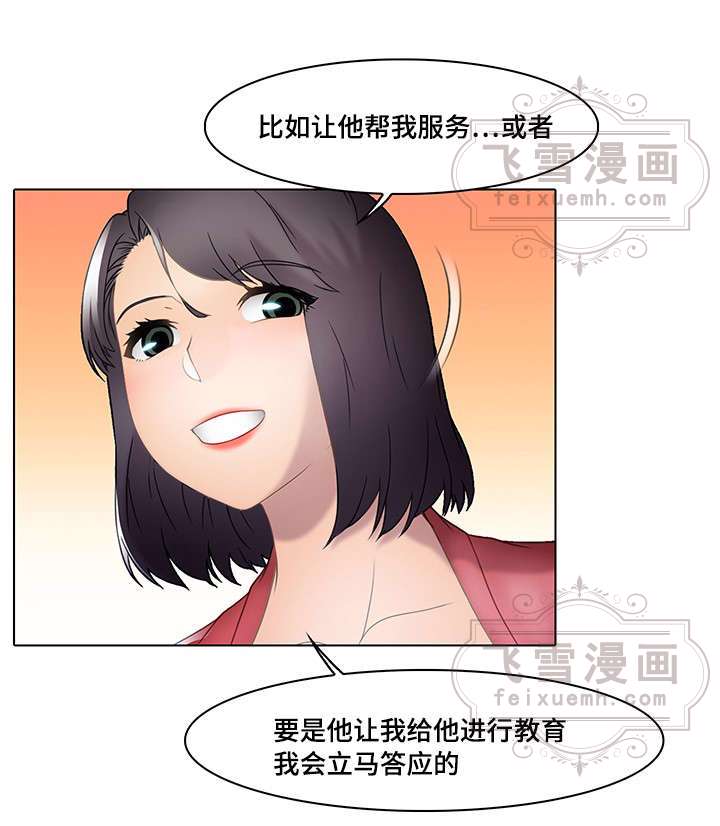 比如让他帮我服务...或者
飞雪漫画
feixuemh.com
飞雪漫画
feixuemh.com
要是他让我给他进行教育
我会立马答应的